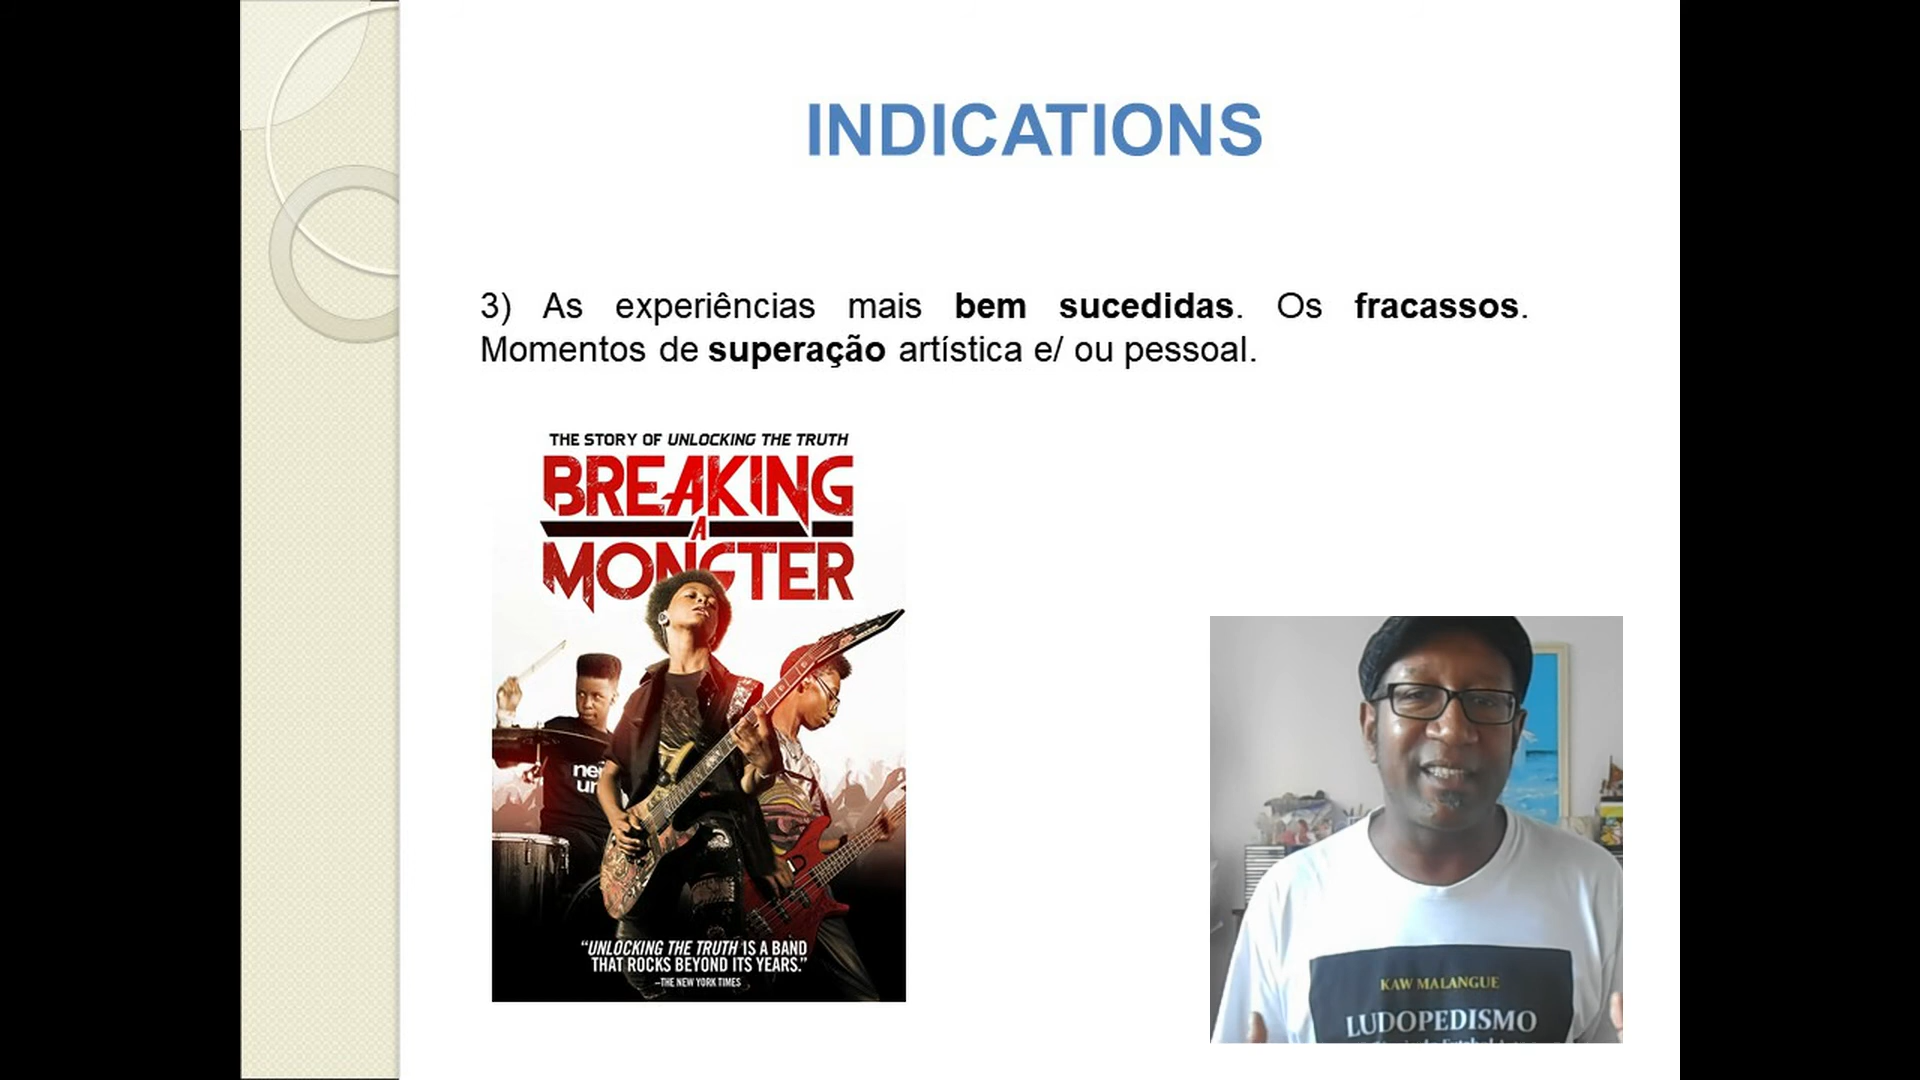 INDICATIONS
3) As experiências mais bem sucedidas. Os fracassos.
Momentos de superação artística e/ ou pessoal.
THE STORY OF UNLOCKING THE TRUTH
BREAKING
A
MONSTER
"UNLOCKING THE TRUTH IS A BAND
THAT ROCKS BEYOND ITS YEARS."
–THE NEW YORK TIMES
KAW MALANGUE
LUDOPEDISMO